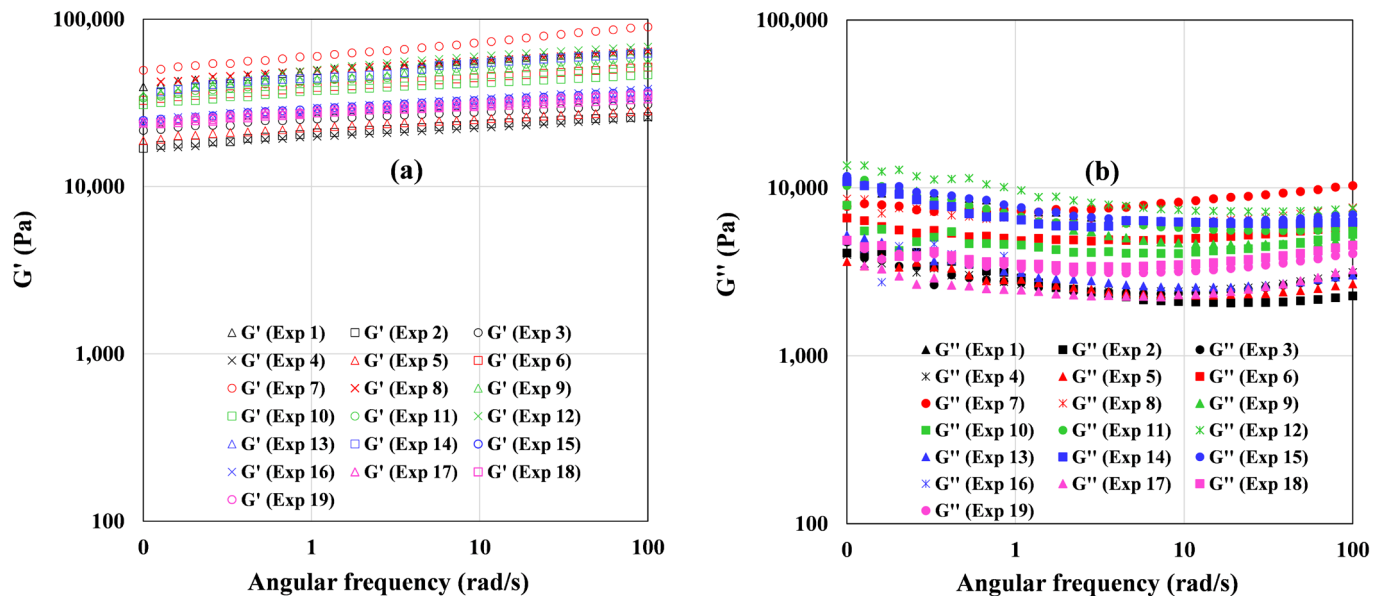 100,000
10,000
1,000
100
G' (Pa)
(a)
G' (Exp 1) G' (Exp 2) G' (Exp 3)
G' (Exp 4) G' (Exp 5) G' (Exp 6)
G' (Exp 7) G' (Exp 8) G' (Exp 9)
G' (Exp 10) G' (Exp 11) G' (Exp 12)
G' (Exp 13) G' (Exp 14) G' (Exp 15)
G' (Exp 16) G' (Exp 17) G' (Exp 18)
G' (Exp 19)
0 1 10 100
Angular frequency (rad/s)
100,000
10,000
1,000
100
G'' (Pa)
(b)
G'' (Exp 1) G'' (Exp 2) G'' (Exp 3)
G'' (Exp 4) G'' (Exp 5) G'' (Exp 6)
G'' (Exp 7) G'' (Exp 8) G'' (Exp 9)
G'' (Exp 10) G'' (Exp 11) G'' (Exp 12)
G'' (Exp 13) G'' (Exp 14) G'' (Exp 15)
G'' (Exp 16) G'' (Exp 17) G'' (Exp 18)
G'' (Exp 19)
0 1 10 100
Angular frequency (rad/s)